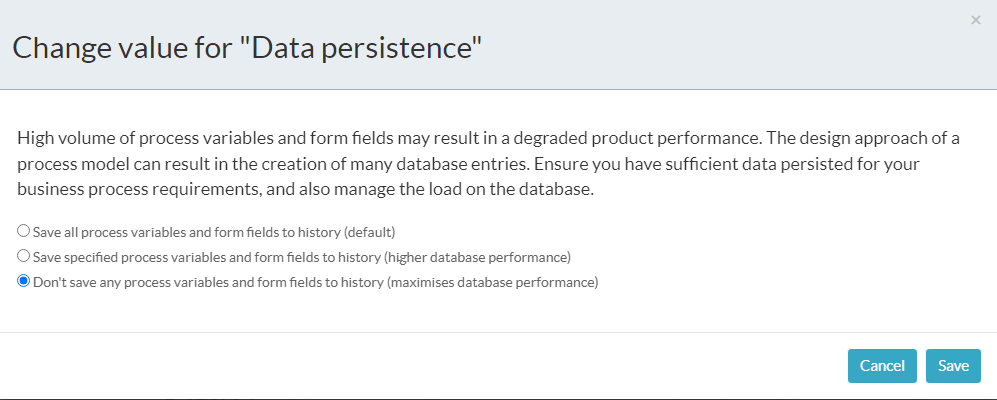 ×
Change value for "Data persistence"
High volume of process variables and form fields may result in a degraded product performance. The design approach of a
process model can result in the creation of many database entries. Ensure you have sufficient data persisted for your
business process requirements, and also manage the load on the database.
Save all process variables and form fields to history (default)
Save specified process variables and form fields to history (higher database performance)
Don't save any process variables and form fields to history (maximises database performance)
Cancel Save